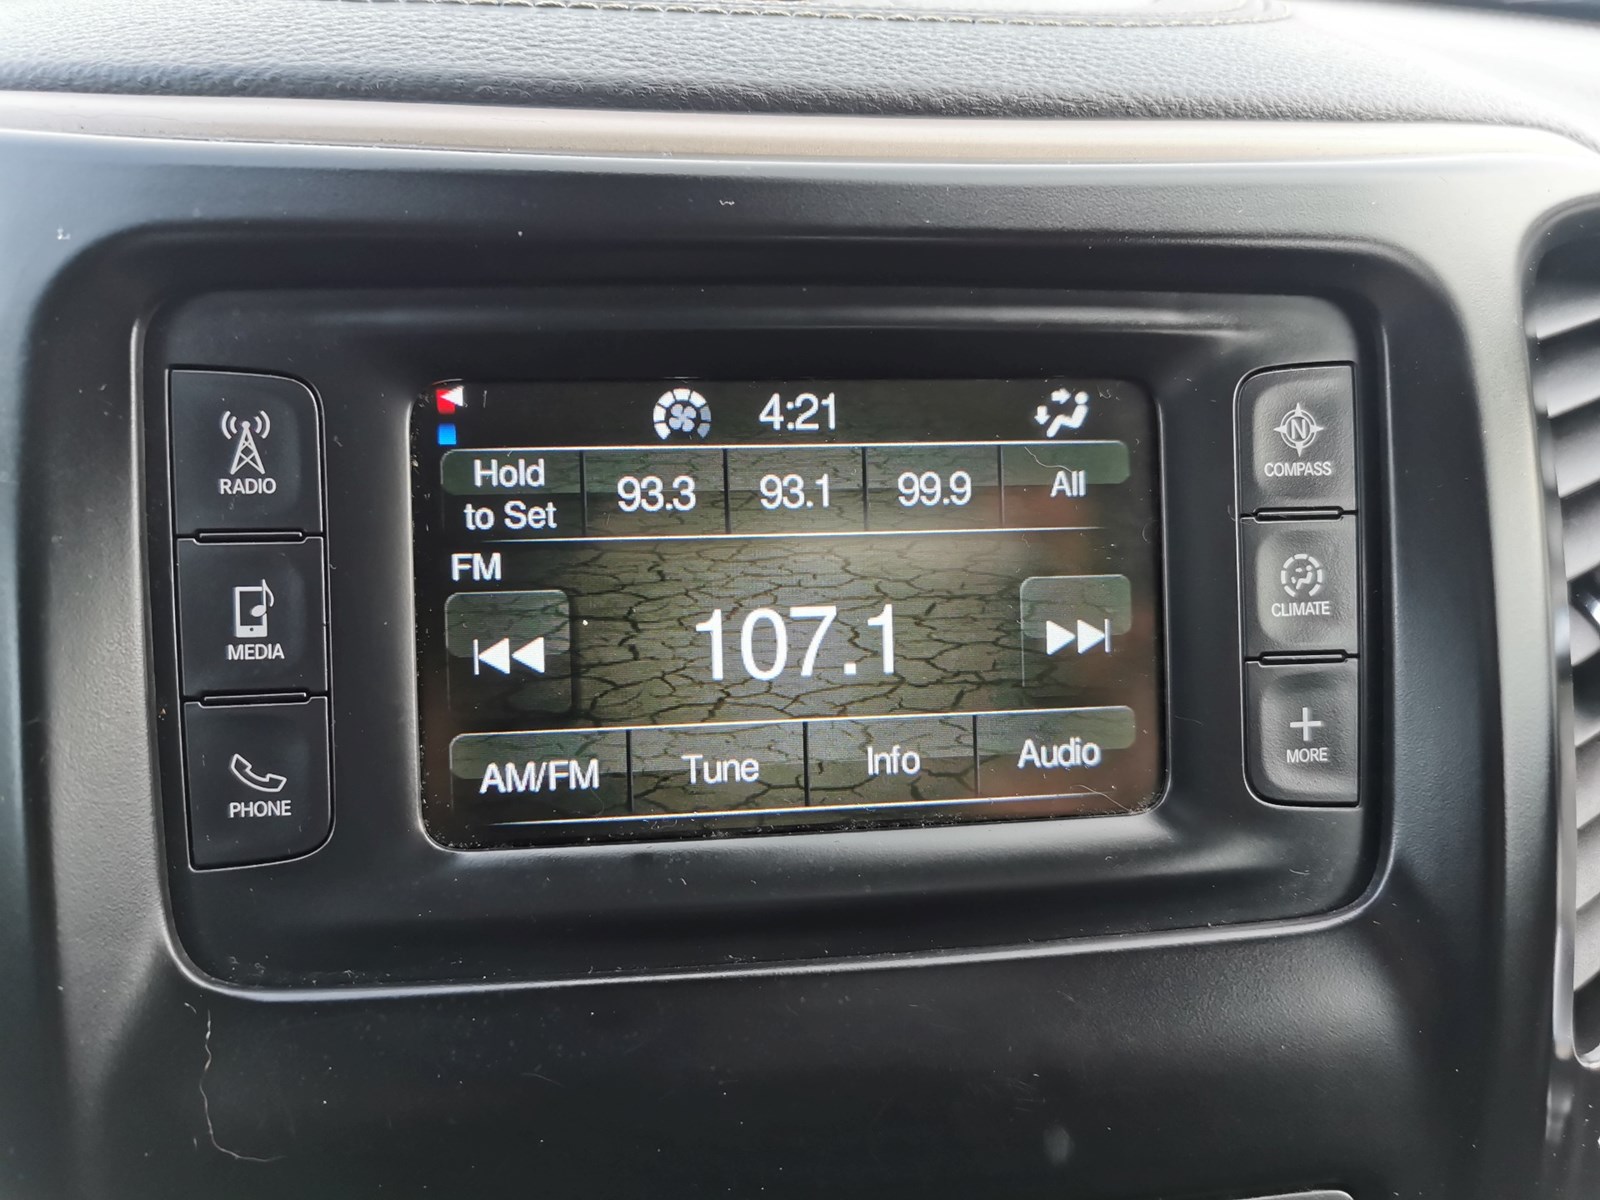 4:21
Hold
to Set
93.3
93.1
99.9
All
FM
107.1
AM/FM
Tune
Info
Audio
RADIO
MEDIA
PHONE
N
COMPASS
CLIMATE
MORE